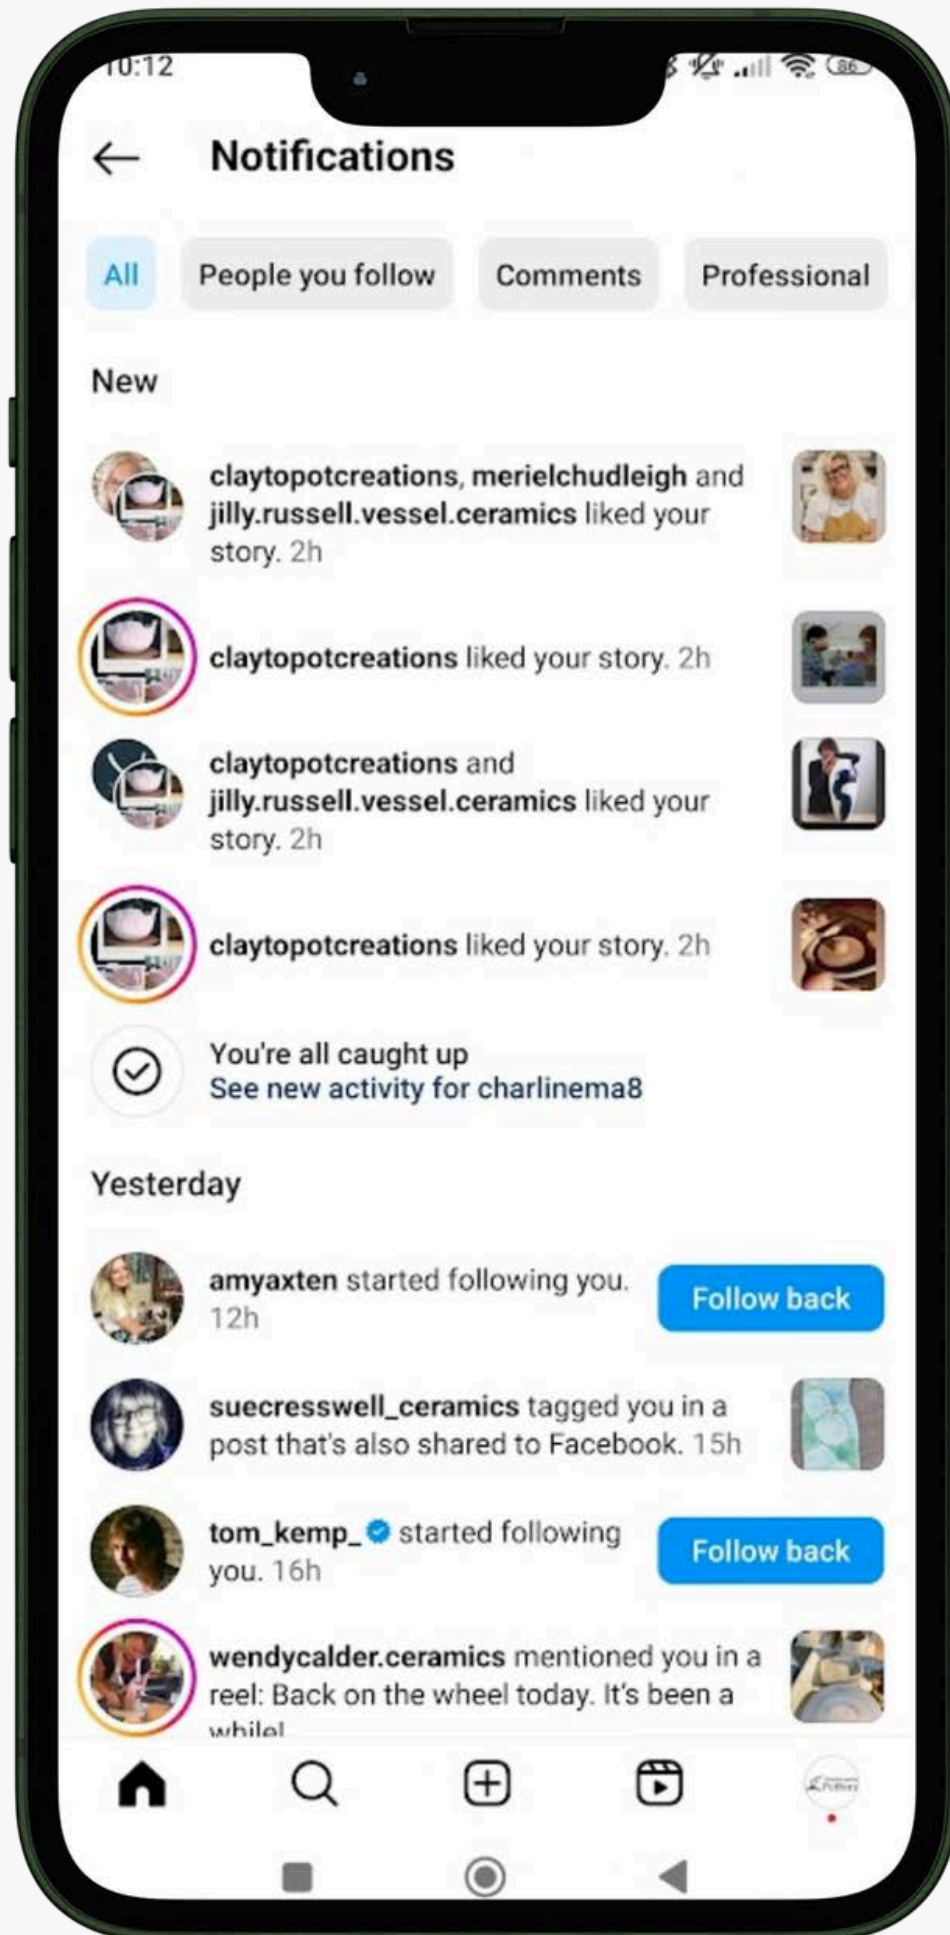 10:12
86
Notifications
All People you follow Comments Professional
New
claytopotcreations, merielchudleigh and
jilly.russell.vessel.ceramics liked your
story. 2h
claytopotcreations liked your story. 2h
claytopotcreations and
jilly.russell.vessel.ceramics liked your
story. 2h
claytopotcreations liked your story. 2h
You're all caught up
See new activity for charlinema8
Yesterday
amyaxten started following you.
12h
Follow back
suecresswell_ceramics tagged you in a
post that's also shared to Facebook. 15h
tom_kemp_ started following
you. 16h
Follow back
wendycalder.ceramics mentioned you in a
reel: Back on the wheel today. It's been a
while!
Pottery